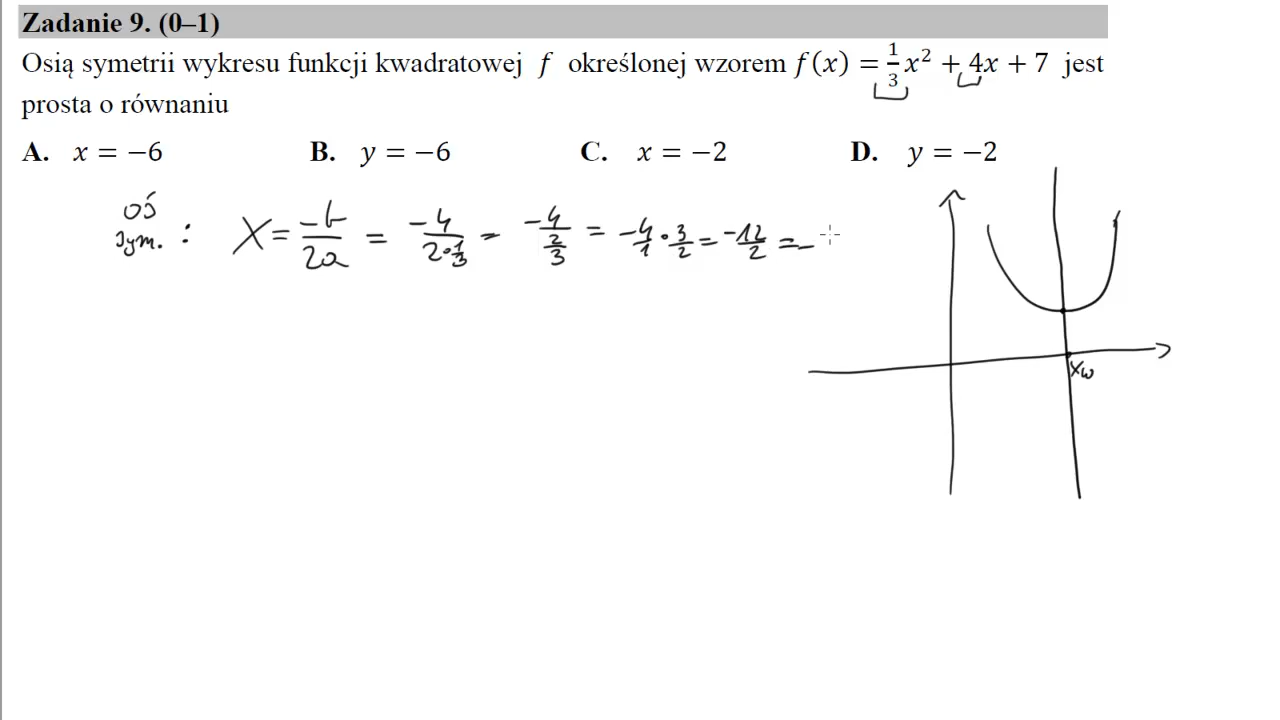 Zadanie 9. (0–1)
Osią symetrii wykresu funkcji kwadratowej f określonej wzorem f(x) = 1/3 x² + 4x + 7 jest
prosta o równaniu
A. x = −6 B. y = −6 C. x = −2 D. y = −2
oś
sym. : X = -b/2a = -4/(2·1/3) = -4/(2/3) = -4/1 · 3/2 = -12/2 = -
xw